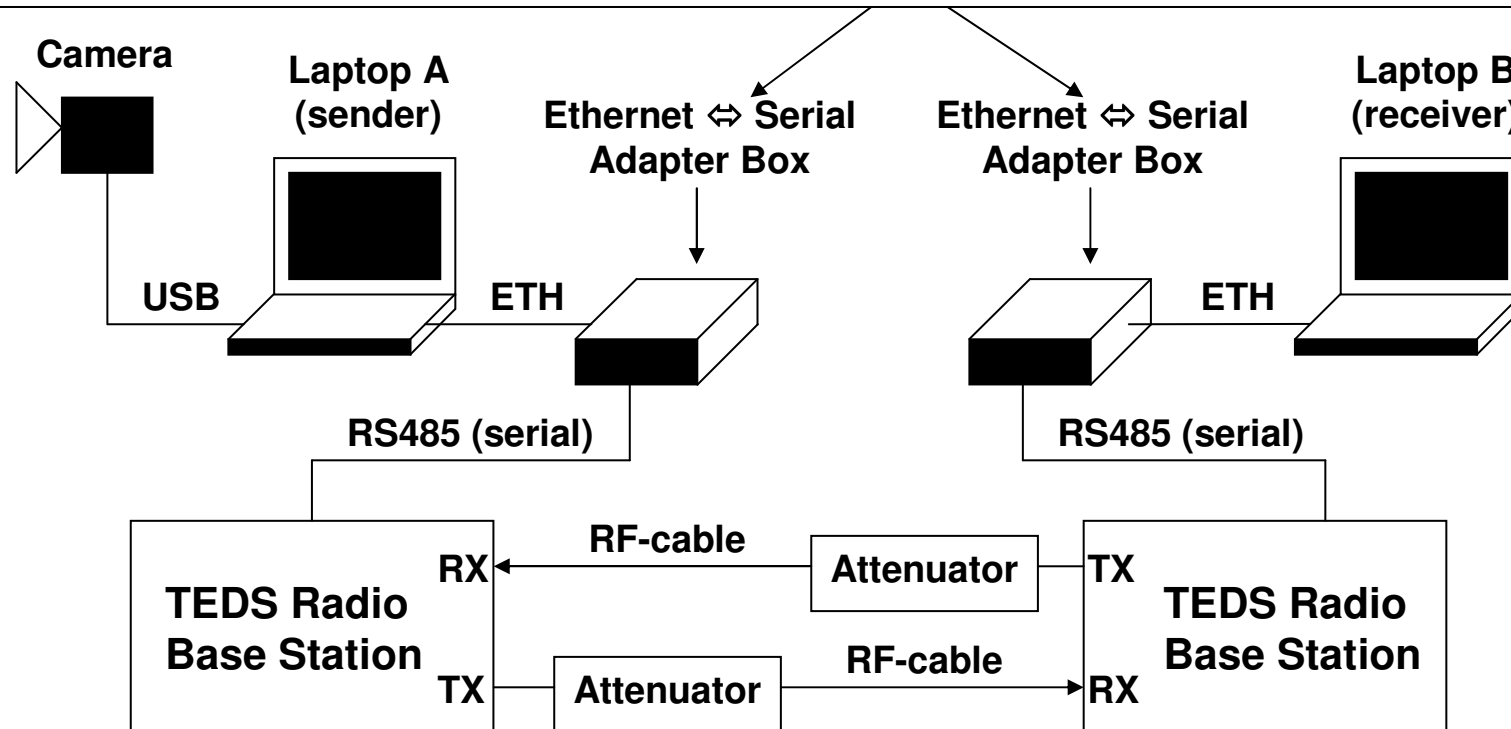 Camera
Laptop A
(sender)
Ethernet ⇔ Serial
Adapter Box
Ethernet ⇔ Serial
Adapter Box
Laptop B
(receiver)
USB
ETH
ETH
RS485 (serial)
RS485 (serial)
RX
RF-cable
Attenuator
TX
TEDS Radio
Base Station
TEDS Radio
Base Station
TX
Attenuator
RF-cable
RX